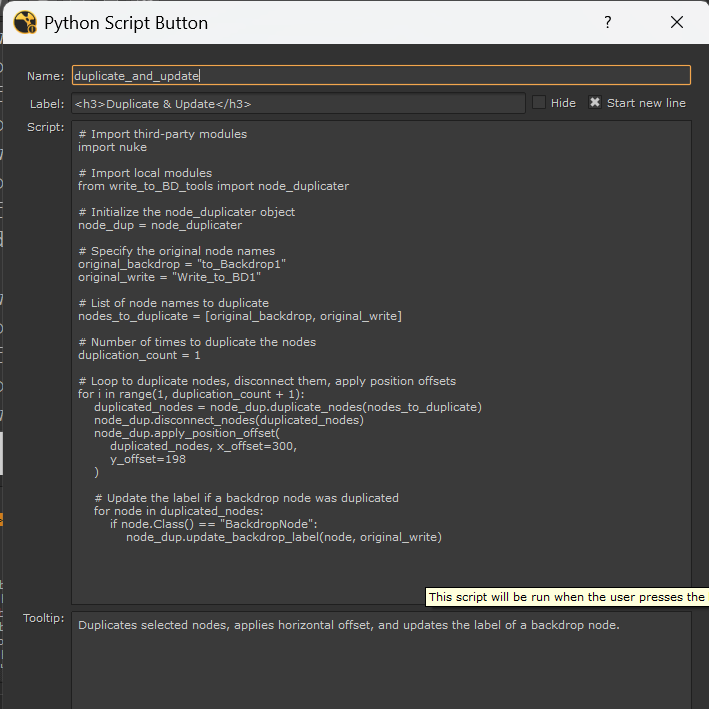 Python Script Button
?
Name: duplicate_and_update
Label: <h3>Duplicate & Update</h3> Hide Start new line
Script:
# Import third-party modules
import nuke
# Import local modules
from write_to_BD_tools import node_duplicater
# Initialize the node_duplicater object
node_dup = node_duplicater
# Specify the original node names
original_backdrop = "to_Backdrop1"
original_write = "Write_to_BD1"
# List of node names to duplicate
nodes_to_duplicate = [original_backdrop, original_write]
# Number of times to duplicate the nodes
duplication_count = 1
# Loop to duplicate nodes, disconnect them, apply position offsets
for i in range(1, duplication_count + 1):
    duplicated_nodes = node_dup.duplicate_nodes(nodes_to_duplicate)
    node_dup.disconnect_nodes(duplicated_nodes)
    node_dup.apply_position_offset(
        duplicated_nodes, x_offset=300,
        y_offset=198
    )
    # Update the label if a backdrop node was duplicated
    for node in duplicated_nodes:
        if node.Class() == "BackdropNode":
            node_dup.update_backdrop_label(node, original_write)
This script will be run when the user presses the
Tooltip:
Duplicates selected nodes, applies horizontal offset, and updates the label of a backdrop node.